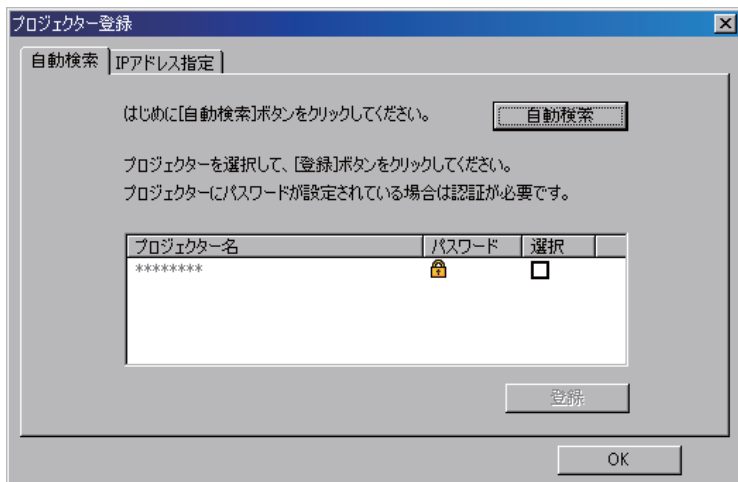 プロジェクター登録
自動検索 IPアドレス指定
はじめに[自動検索]ボタンをクリックしてください。 自動検索
プロジェクターを選択して、[登録]ボタンをクリックしてください。
プロジェクターにパスワードが設定されている場合は認証が必要です。
プロジェクター名 パスワード 選択
********
登録
OK